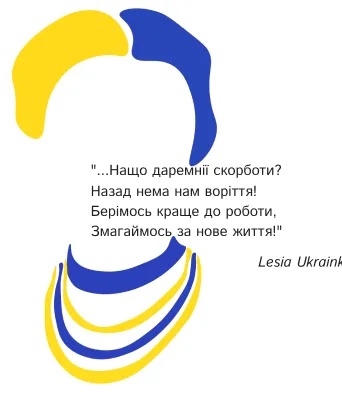 "...Нащо даремнії скорботи?
Назад нема нам воріття!
Берімось краще до роботи,
Змагаймось за нове життя!"
Lesia Ukraink